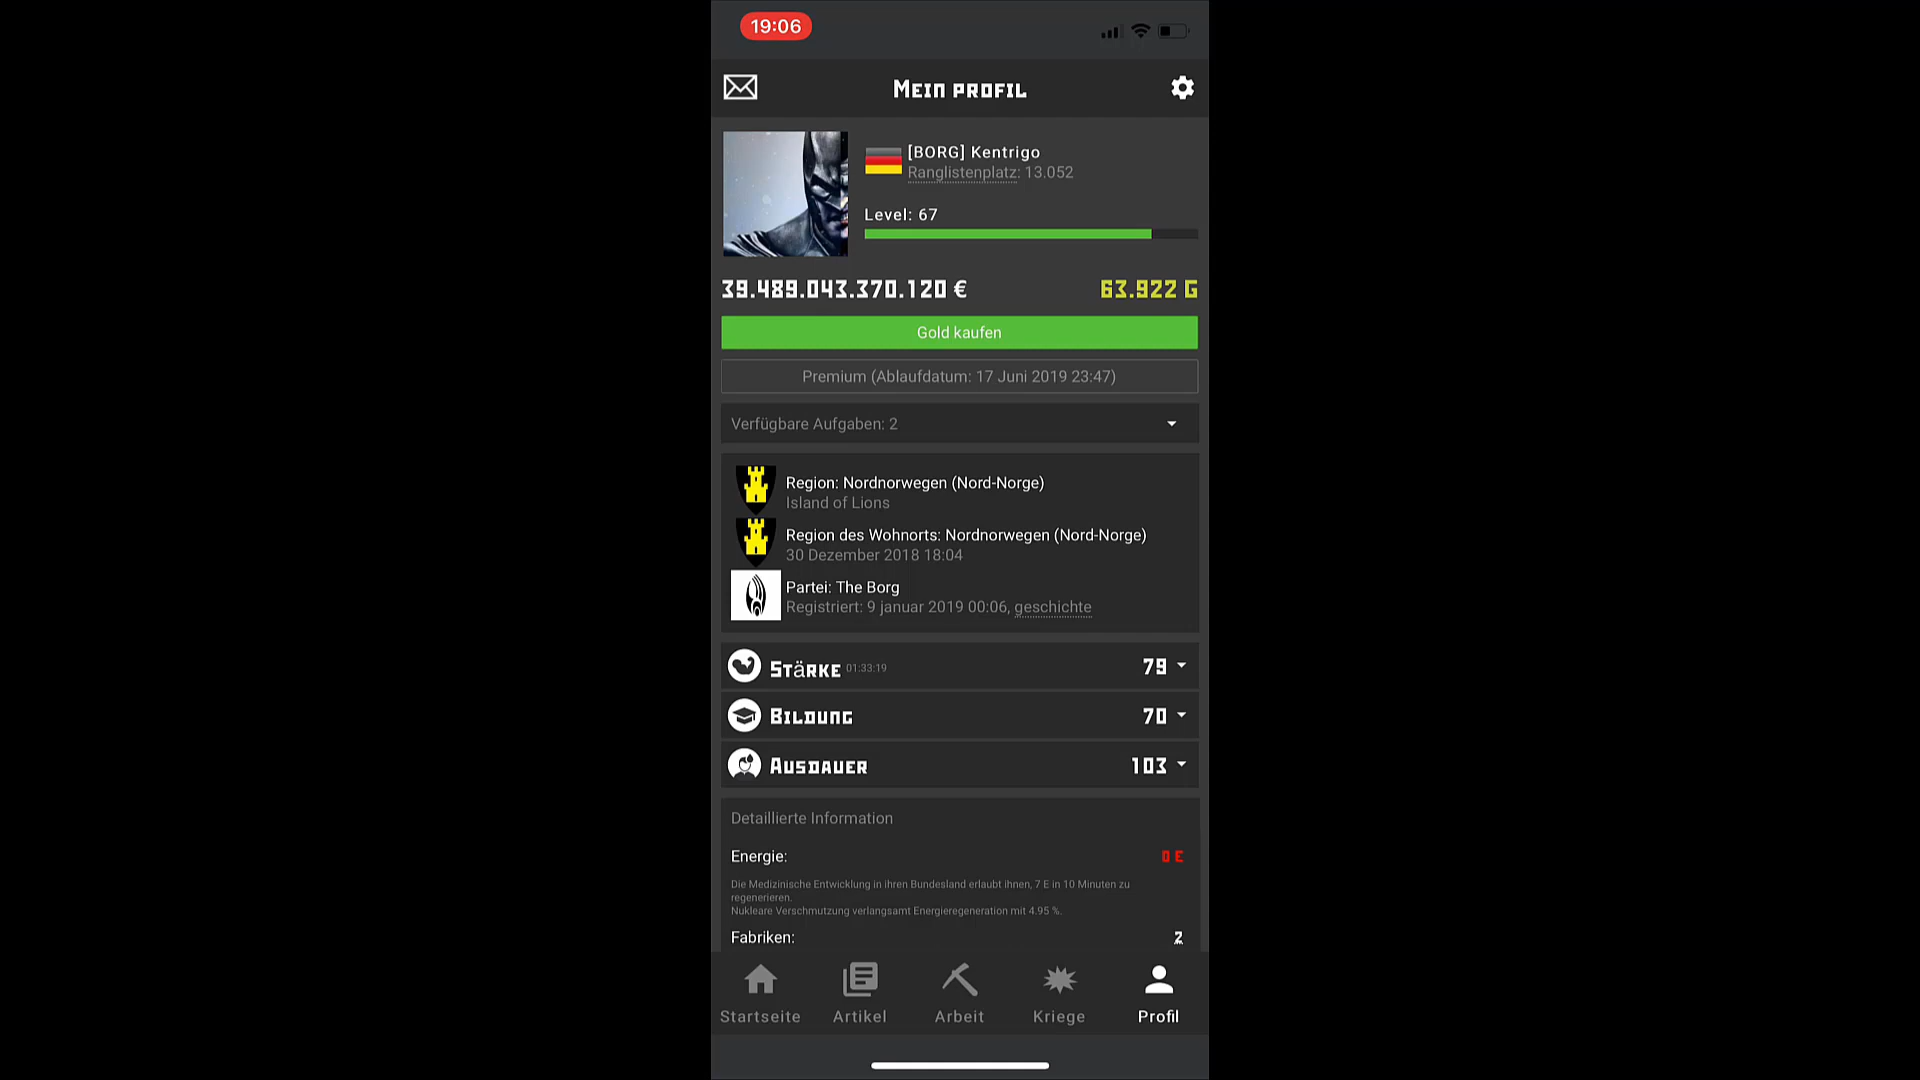 19:06
Mein profil
[BORG] Kentrigo
Ranglistenplatz: 13.052
Level: 67
39.489.043.370.120 €
63.922 G
Gold kaufen
Premium (Ablaufdatum: 17 Juni 2019 23:47)
Verfügbare Aufgaben: 2
Region: Nordnorwegen (Nord-Norge)
Island of Lions
Region des Wohnorts: Nordnorwegen (Nord-Norge)
30 Dezember 2018 18:04
Partei: The Borg
Registriert: 9 januar 2019 00:06, geschichte
Stärke 01:33:19 79
Bildung 70
Ausdauer 103
Detaillierte Information
Energie: 0 E
Die Medizinische Entwicklung in ihren Bundesland erlaubt ihnen, 7 E in 10 Minuten zu
regenerieren.
Nukleare Verschmutzung verlangsamt Energieregeneration mit 4.95 %.
Fabriken: 2
Startseite Artikel Arbeit Kriege Profil